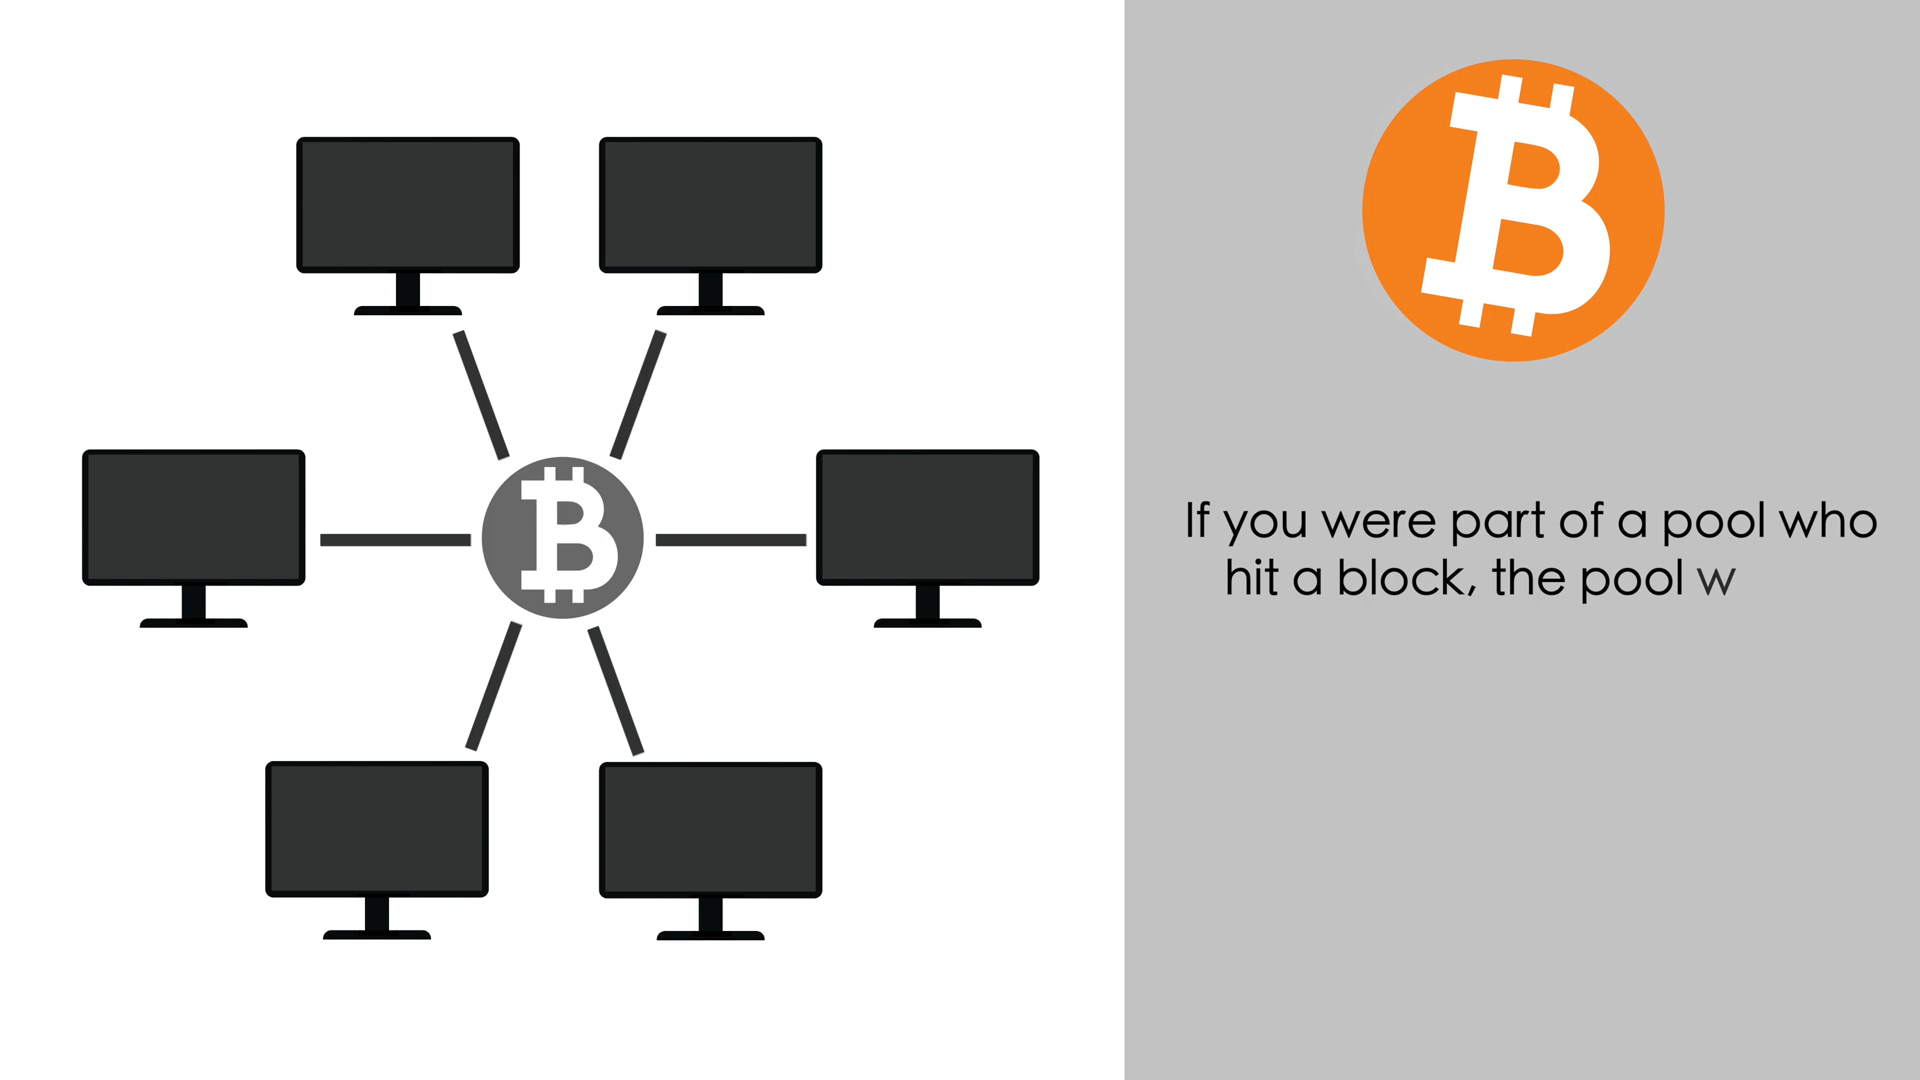 If you were part of a pool who
hit a block, the pool w